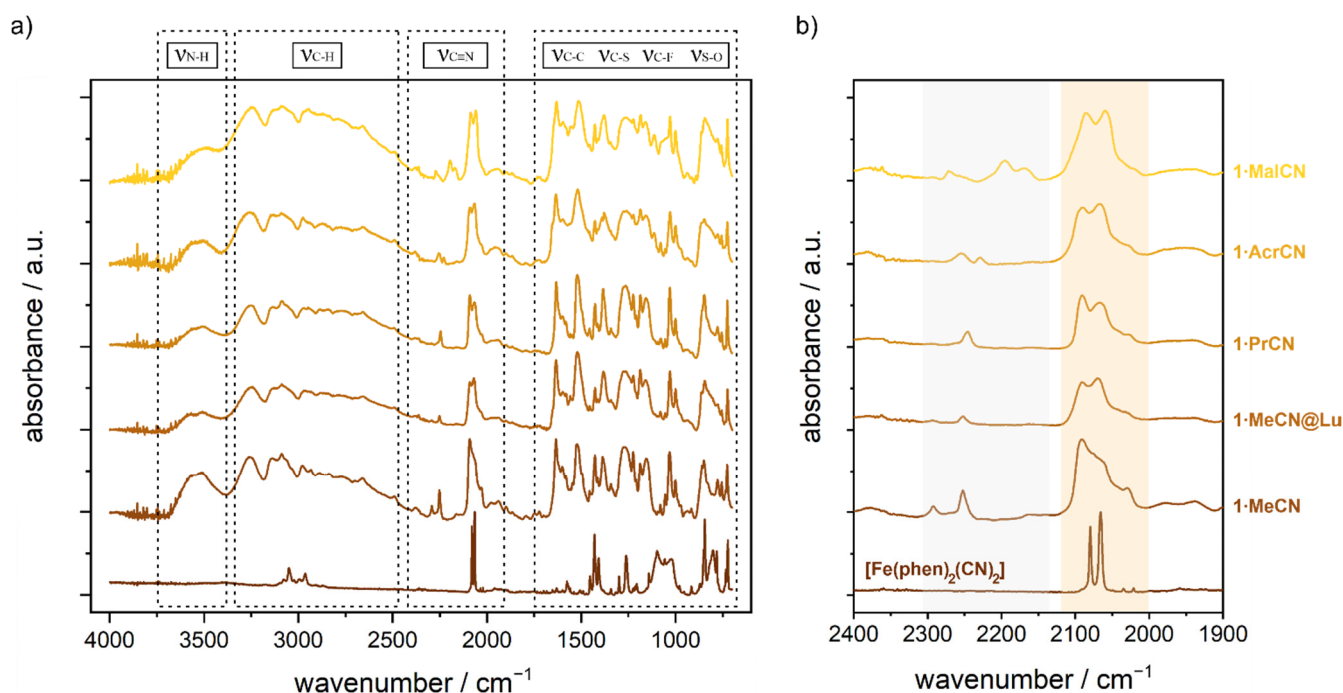 a)
νN-H νC-H νC≡N νC-C νC-S νC-F νS-O
absorbance / a.u.
4000 3500 3000 2500 2000 1500 1000
wavenumber / cm⁻¹
b)
absorbance / a.u.
1·MalCN
1·AcrCN
1·PrCN
1·MeCN@Lu
1·MeCN
[Fe(phen)₂(CN)₂]
2400 2300 2200 2100 2000 1900
wavenumber / cm⁻¹